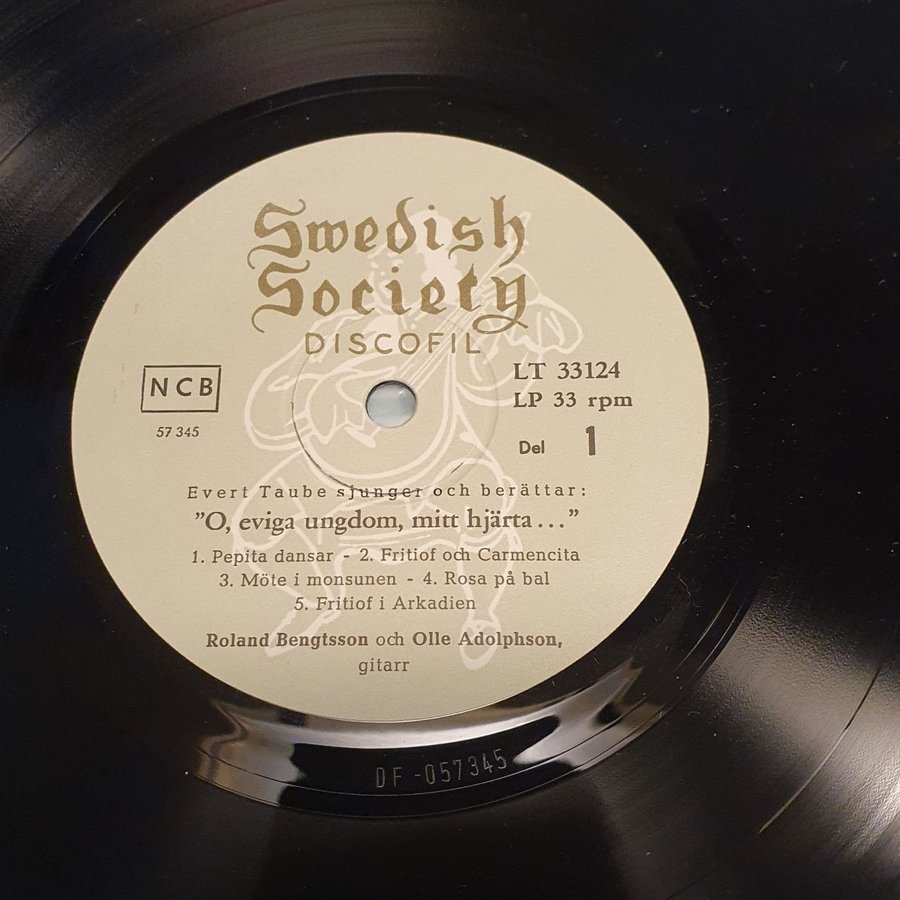 Swedish
Society
DISCOFIL
NCB
57 345
LT 33124
LP 33 rpm
Del 1
Evert Taube sjunger och berättar:
"O, eviga ungdom, mitt hjärta..."
1. Pepita dansar - 2. Fritiof och Carmencita
3. Möte i monsunen - 4. Rosa på bal
5. Fritiof i Arkadien
Roland Bengtsson och Olle Adolphson,
gitarr
DF-057345